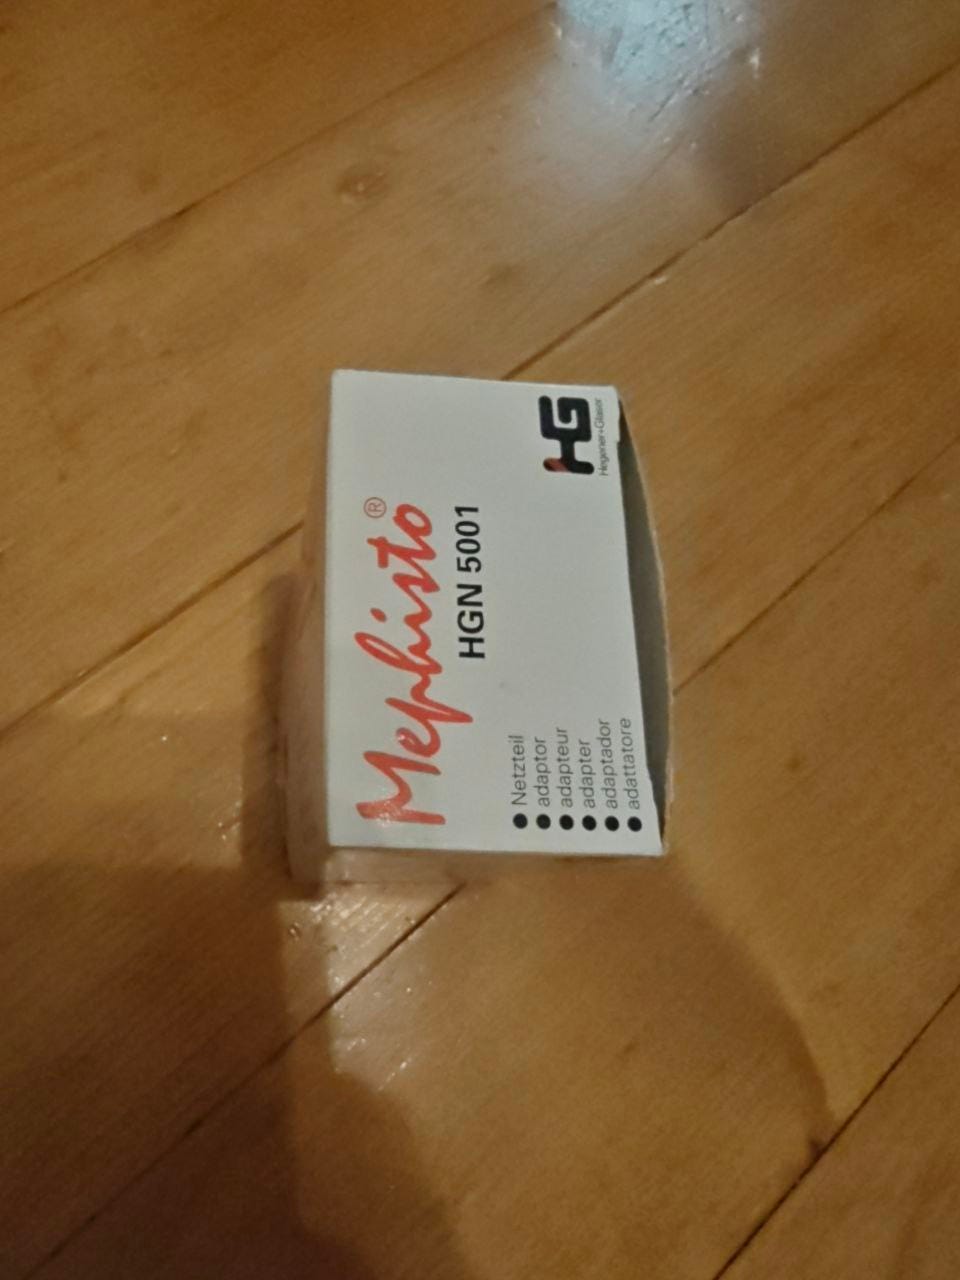 Mephisto®
HGN 5001
● Netzteil
● adaptor
● adapteur
● adapter
● adaptador
● adattatore
HG
Hegener+Glaser